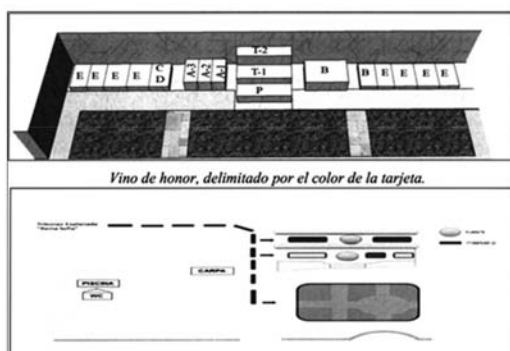 T-2
E E E E C D A-3 A-2 A-1 T-1 B B E E E E
P
Vino de honor, delimitado por el color de la tarjeta.
CARPA
PISCINA
WC